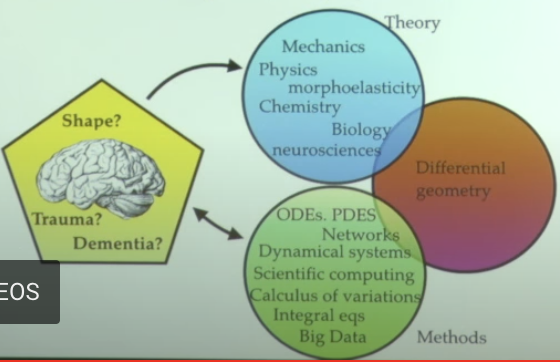 Theory
Mechanics
Physics
morphoelasticity
Chemistry
Biology
neurosciences
Shape?
Trauma?
Dementia?
Differential
geometry
ODEs. PDES
Networks
Dynamical systems
Scientific computing
Calculus of variations
Integral eqs
Big Data
Methods
EOS